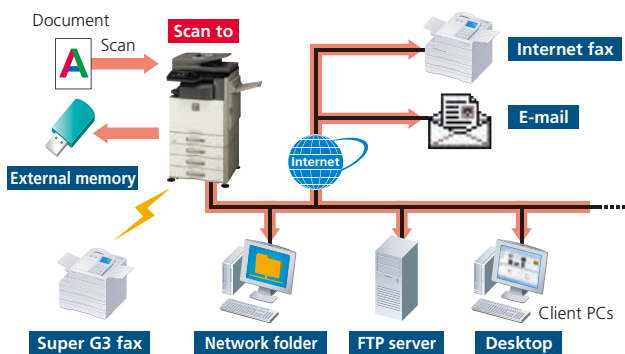 Document
A
Scan
Scan to
Internet fax
E-mail
Internet
External memory
Client PCs
Super G3 fax
Network folder
FTP server
Desktop